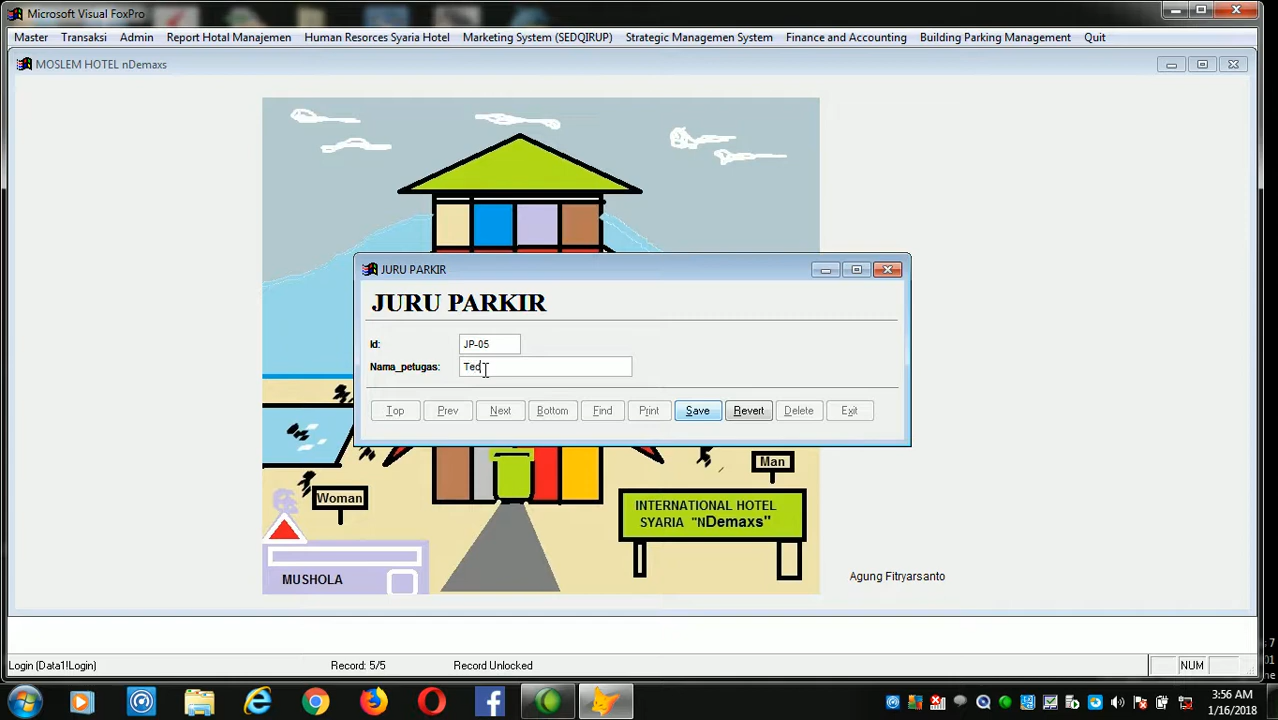 Microsoft Visual FoxPro
Master Transaksi Admin Report Hotal Manajemen Human Resorces Syaria Hotel Marketing System (SEDQIRUP) Strategic Managemen System Finance and Accounting Building Parking Management Quit
MOSLEM HOTEL nDemaxs
JURU PARKIR
JURU PARKIR
Id: JP-05
Nama_petugas: Tec
Top Prev Next Bottom Find Print Save Revert Delete Exit
Man
Woman
INTERNATIONAL HOTEL
SYARIA "NDemaxs"
MUSHOLA
Agung Fitryarsanto
Login (Data1!Login) Record: 5/5 Record Unlocked NUM
3:56 AM
1/16/2018